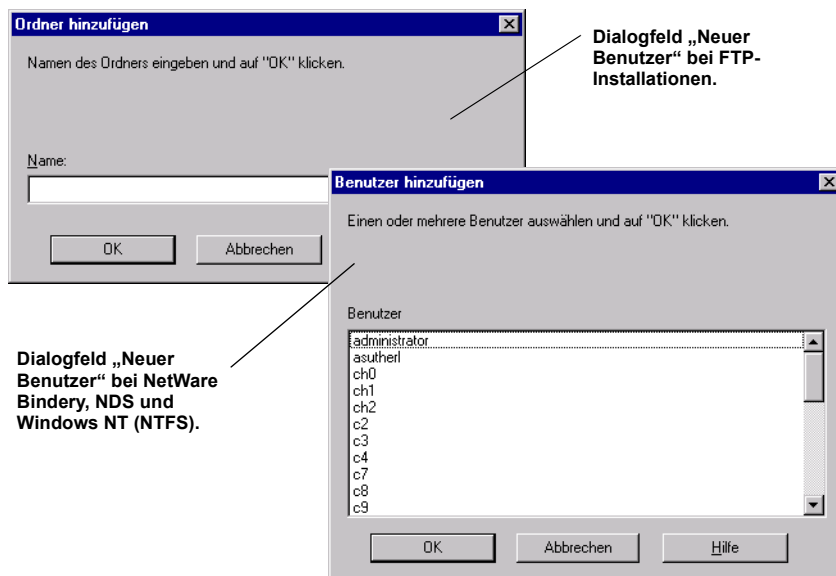 Ordner hinzufügen
Namen des Ordners eingeben und auf "OK" klicken.
Name:
OK
Abbrechen
Dialogfeld „Neuer
Benutzer“ bei FTP-
Installationen.
Benutzer hinzufügen
Einen oder mehrere Benutzer auswählen und auf "OK" klicken.
Benutzer
administrator
asutherl
ch0
ch1
ch2
c2
c3
c4
c7
c8
c9
OK
Abbrechen
Hilfe
Dialogfeld „Neuer
Benutzer“ bei NetWare
Bindery, NDS und
Windows NT (NTFS).